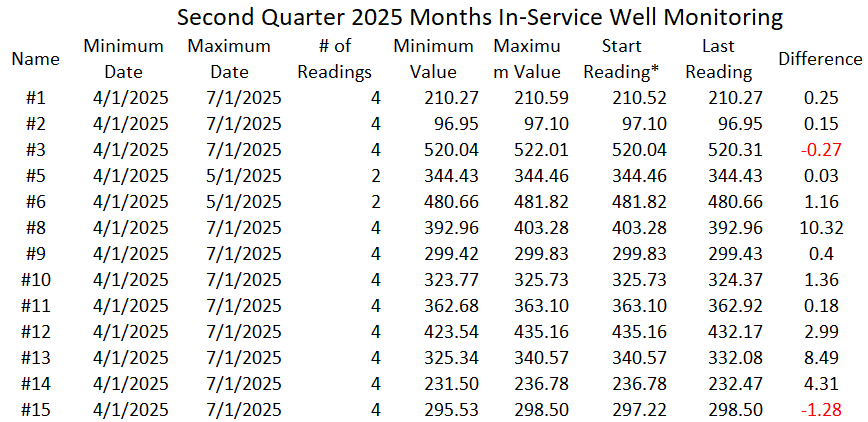 Second Quarter 2025 Months In-Service Well Monitoring
Name Minimum Date Maximum Date # of Readings Minimum Value Maximu m Value Start Reading* Last Reading Difference
#1 4/1/2025 7/1/2025 4 210.27 210.59 210.52 210.27 0.25
#2 4/1/2025 7/1/2025 4 96.95 97.10 97.10 96.95 0.15
#3 4/1/2025 7/1/2025 4 520.04 522.01 520.04 520.31 -0.27
#5 4/1/2025 5/1/2025 2 344.43 344.46 344.46 344.43 0.03
#6 4/1/2025 5/1/2025 2 480.66 481.82 481.82 480.66 1.16
#8 4/1/2025 7/1/2025 4 392.96 403.28 403.28 392.96 10.32
#9 4/1/2025 7/1/2025 4 299.42 299.83 299.83 299.43 0.4
#10 4/1/2025 7/1/2025 4 323.77 325.73 325.73 324.37 1.36
#11 4/1/2025 7/1/2025 4 362.68 363.10 363.10 362.92 0.18
#12 4/1/2025 7/1/2025 4 423.54 435.16 435.16 432.17 2.99
#13 4/1/2025 7/1/2025 4 325.34 340.57 340.57 332.08 8.49
#14 4/1/2025 7/1/2025 4 231.50 236.78 236.78 232.47 4.31
#15 4/1/2025 7/1/2025 4 295.53 298.50 297.22 298.50 -1.28